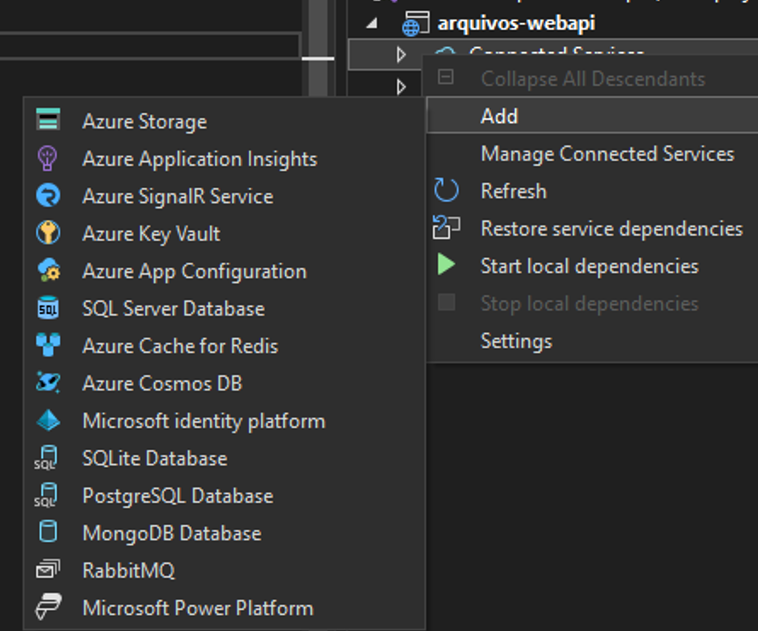 arquivos-webapi
Connected Services
Collapse All Descendants
Add
Manage Connected Services
Refresh
Restore service dependencies
Start local dependencies
Stop local dependencies
Settings
Azure Storage
Azure Application Insights
Azure SignalR Service
Azure Key Vault
Azure App Configuration
SQL Server Database
Azure Cache for Redis
Azure Cosmos DB
Microsoft identity platform
SQLite Database
PostgreSQL Database
MongoDB Database
RabbitMQ
Microsoft Power Platform